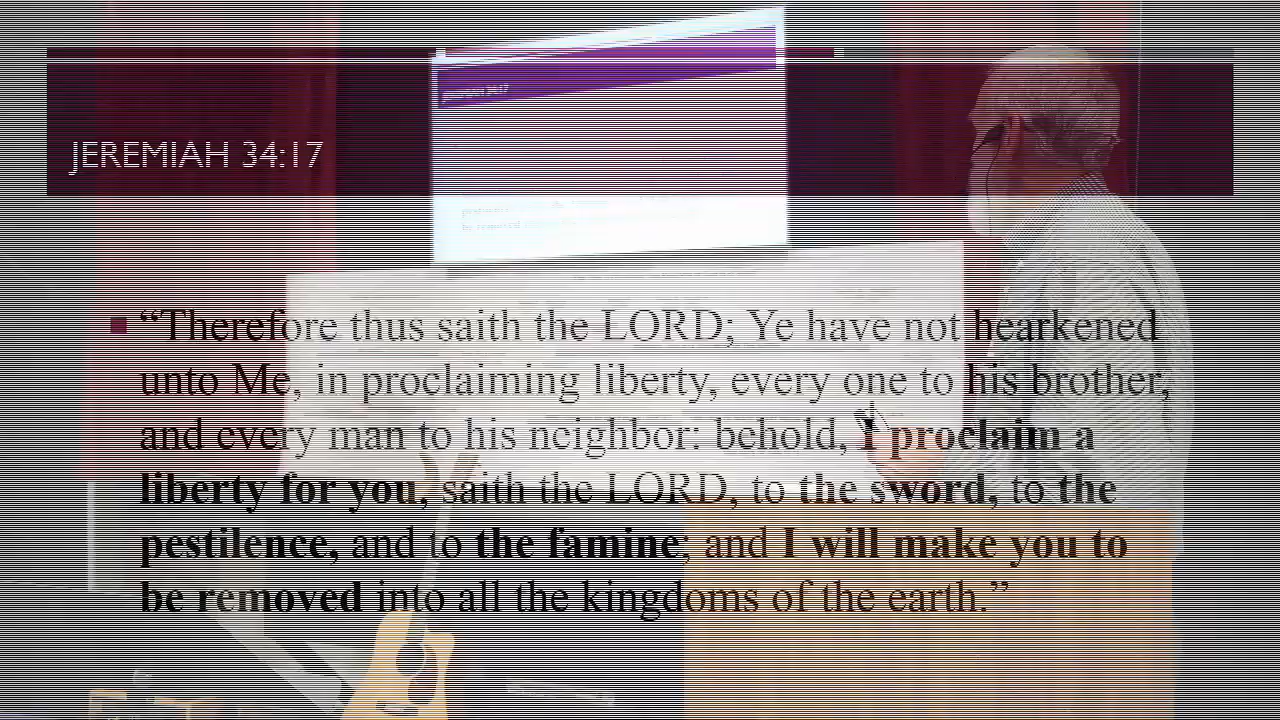 JEREMIAH 34:17
JEREMIAH 34:17
“Therefore thus saith the LORD; Ye have not hearkened
unto Me, in proclaiming liberty, every one to his brother,
and every man to his neighbor: behold, I proclaim a
liberty for you, saith the LORD, to the sword, to the
pestilence, and to the famine; and I will make you to
be removed into all the kingdoms of the earth.”